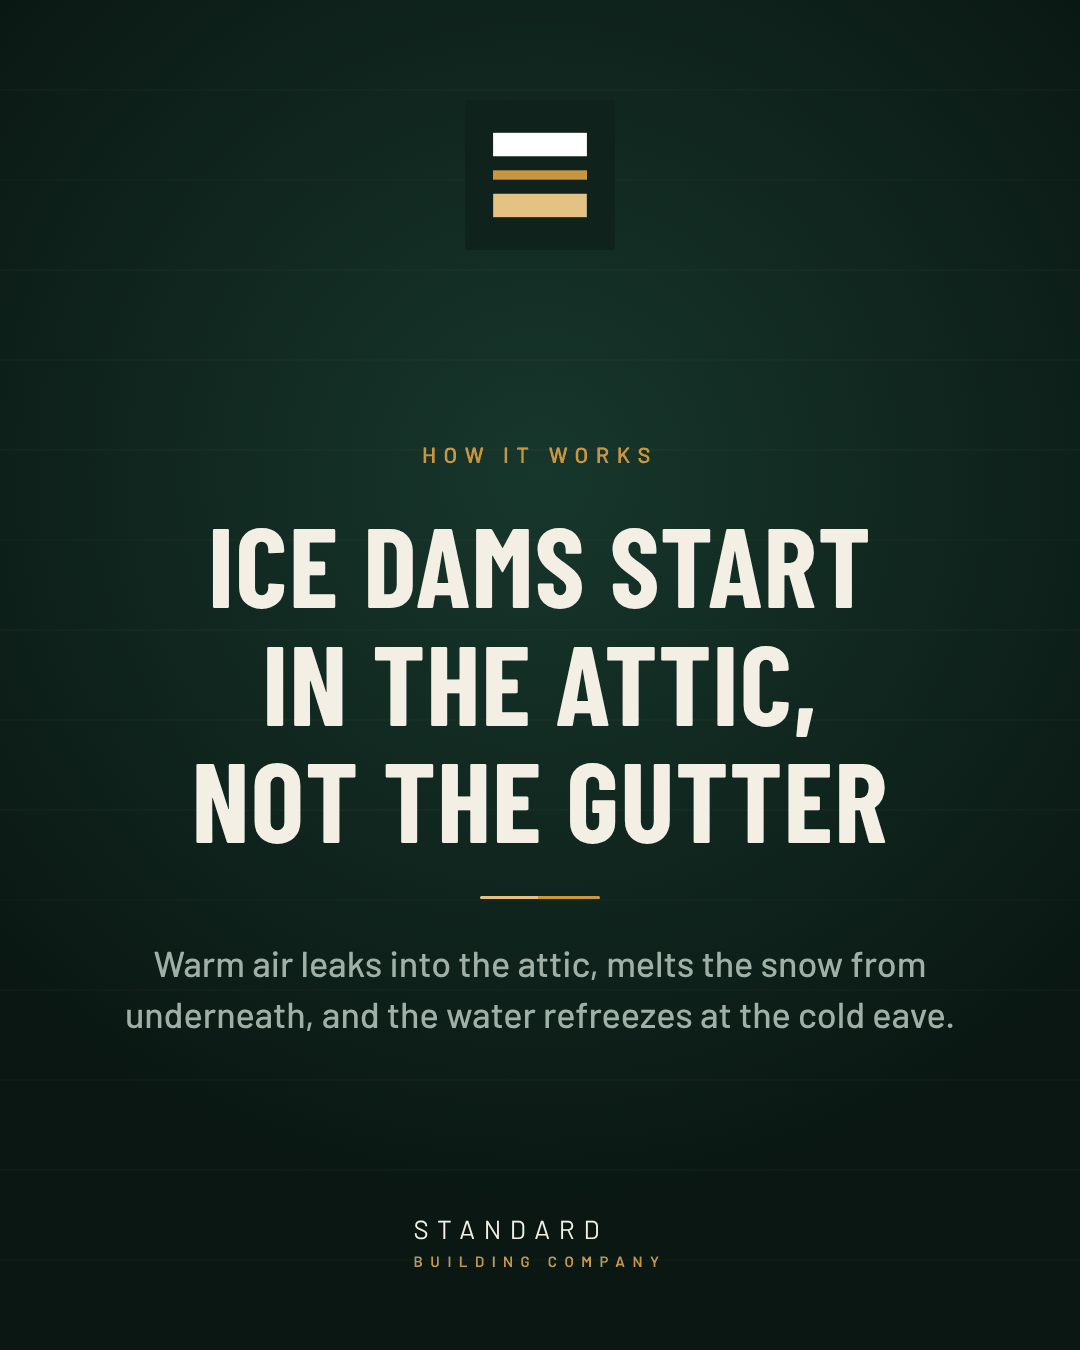 HOW IT WORKS
ICE DAMS START
IN THE ATTIC,
NOT THE GUTTER
Warm air leaks into the attic, melts the snow from
underneath, and the water refreezes at the cold eave.
STANDARD
BUILDING COMPANY